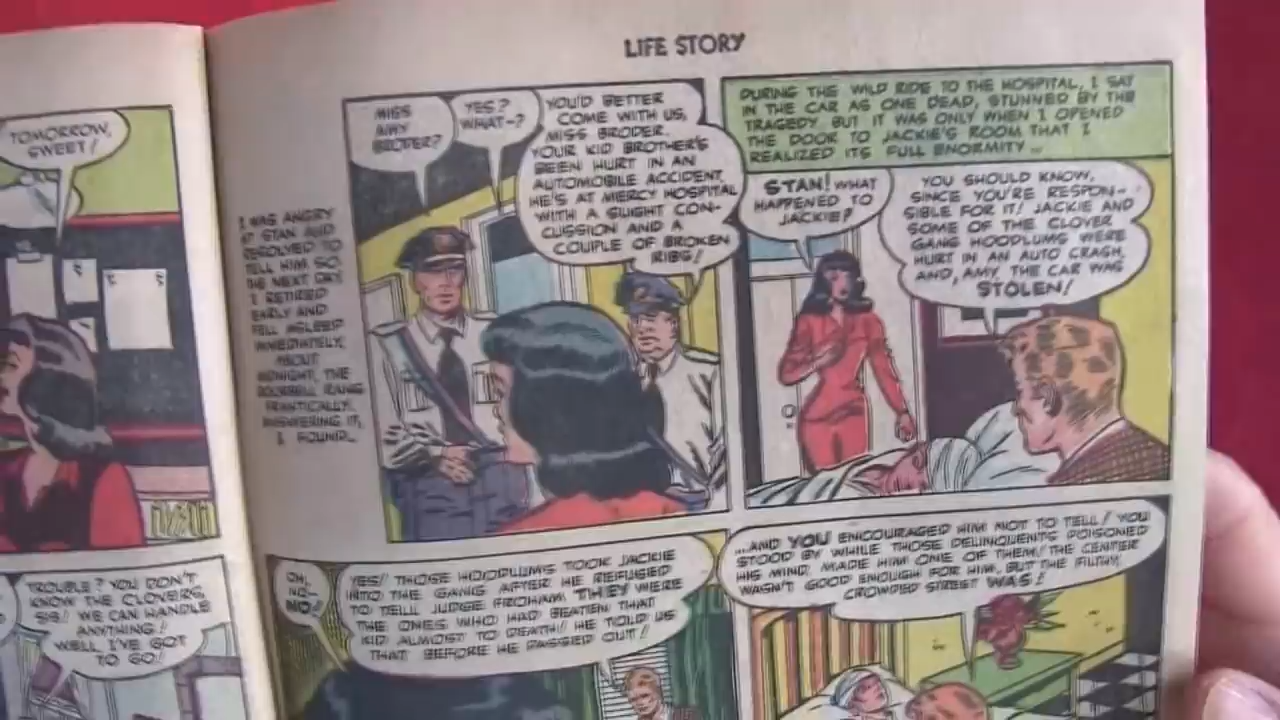 LIFE STORY
TOMORROW,
SWEET!
TROUBLE? YOU DON'T
KNOW THE CLOVERS,
SIS! WE CAN HANDLE
ANYTHING!
WELL, I'VE GOT
TO GO!
I WAS ANGRY
AT STAN AND
RESOLVED TO
TELL HIM SO
THE NEXT DAY.
I RETIRED
EARLY AND
FELL ASLEEP
IMMEDIATELY.
ABOUT
MIDNIGHT, THE
DOORBELL RANG
FRANTICALLY.
ANSWERING IT,
I FOUND...
MISS
AMY
BRODER?
YES?
WHAT-?
YOU'D BETTER
COME WITH US,
MISS BRODER.
YOUR KID BROTHER'S
BEEN HURT IN AN
AUTOMOBILE ACCIDENT.
HE'S AT MERCY HOSPITAL
WITH A SLIGHT CON-
CUSSION AND A
COUPLE OF BROKEN
RIBS!
DURING THE WILD RIDE TO THE HOSPITAL, I SAT
IN THE CAR AS ONE DEAD, STUNNED BY THE
TRAGEDY. BUT IT WAS ONLY WHEN I OPENED
THE DOOR TO JACKIE'S ROOM THAT I
REALIZED ITS FULL ENORMITY...
STAN! WHAT
HAPPENED TO
JACKIE?
YOU SHOULD KNOW,
SINCE YOU'RE RESPON-
SIBLE FOR IT! JACKIE AND
SOME OF THE CLOVER
GANG HOODLUMS WERE
HURT IN AN AUTO CRASH,
AND, AMY, THE CAR WAS
STOLEN!
OH,
NO--
NO!
YES! THOSE HOODLUMS TOOK JACKIE
INTO THE GANG AFTER HE REFUSED
TO TELL JUDGE FROHAM THEY WERE
THE ONES WHO HAD BEATEN THAT
KID ALMOST TO DEATH! HE TOLD US
THAT BEFORE HE PASSED OUT!
...AND YOU ENCOURAGED HIM NOT TO TELL! YOU
STOOD BY WHILE THOSE DELINQUENTS POISONED
HIS MIND, MADE HIM ONE OF THEM! THE CENTER
WASN'T GOOD ENOUGH FOR HIM, BUT THE FILTHY,
CROWDED STREET WAS!